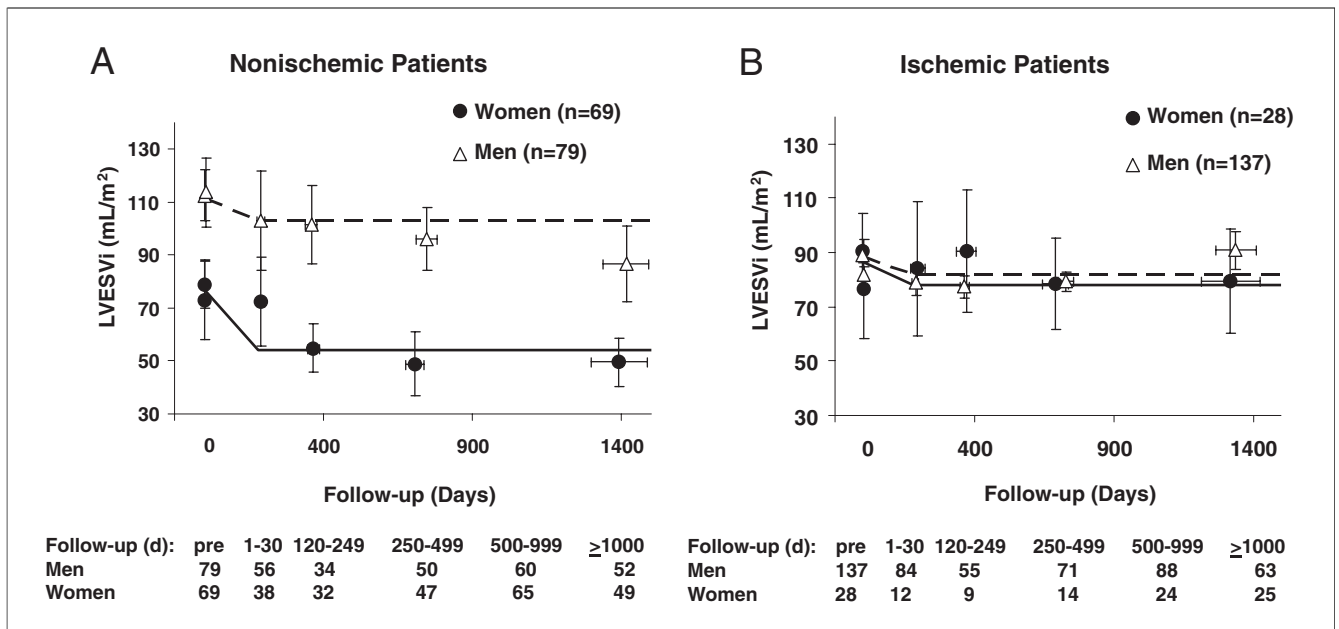 A
Nonischemic Patients
Women (n=69)
Men (n=79)
LVESVi (mL/m²)
130
110
90
70
50
30
0 400 900 1400
Follow-up (Days)
Follow-up (d): pre 1-30 120-249 250-499 500-999 ≥1000
Men 79 56 34 50 60 52
Women 69 38 32 47 65 49
B
Ischemic Patients
Women (n=28)
Men (n=137)
LVESVi (mL/m²)
130
110
90
70
50
30
0 400 900 1400
Follow-up (Days)
Follow-up (d): pre 1-30 120-249 250-499 500-999 ≥1000
Men 137 84 55 71 88 63
Women 28 12 9 14 24 25